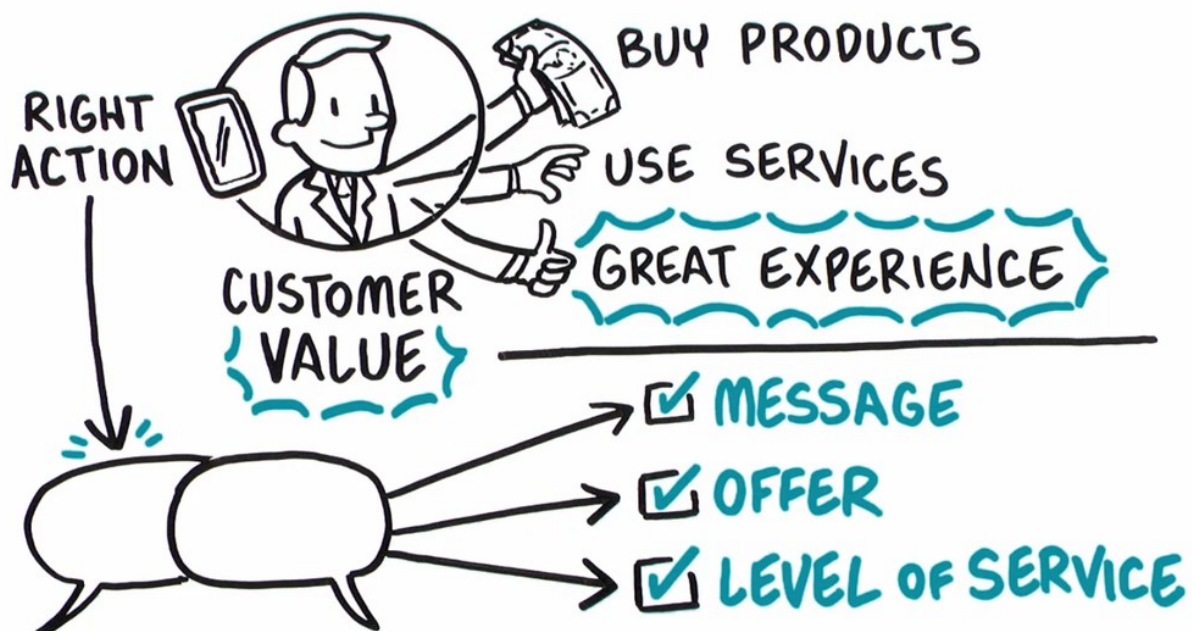 RIGHT
ACTION
BUY PRODUCTS
USE SERVICES
GREAT EXPERIENCE
CUSTOMER
VALUE
MESSAGE
OFFER
LEVEL OF SERVICE